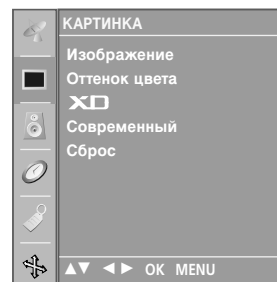 КАРТИНКА
Изображение
Оттенок цвета
XD
Современный
Сброс
▲▼ ◄► OK MENU